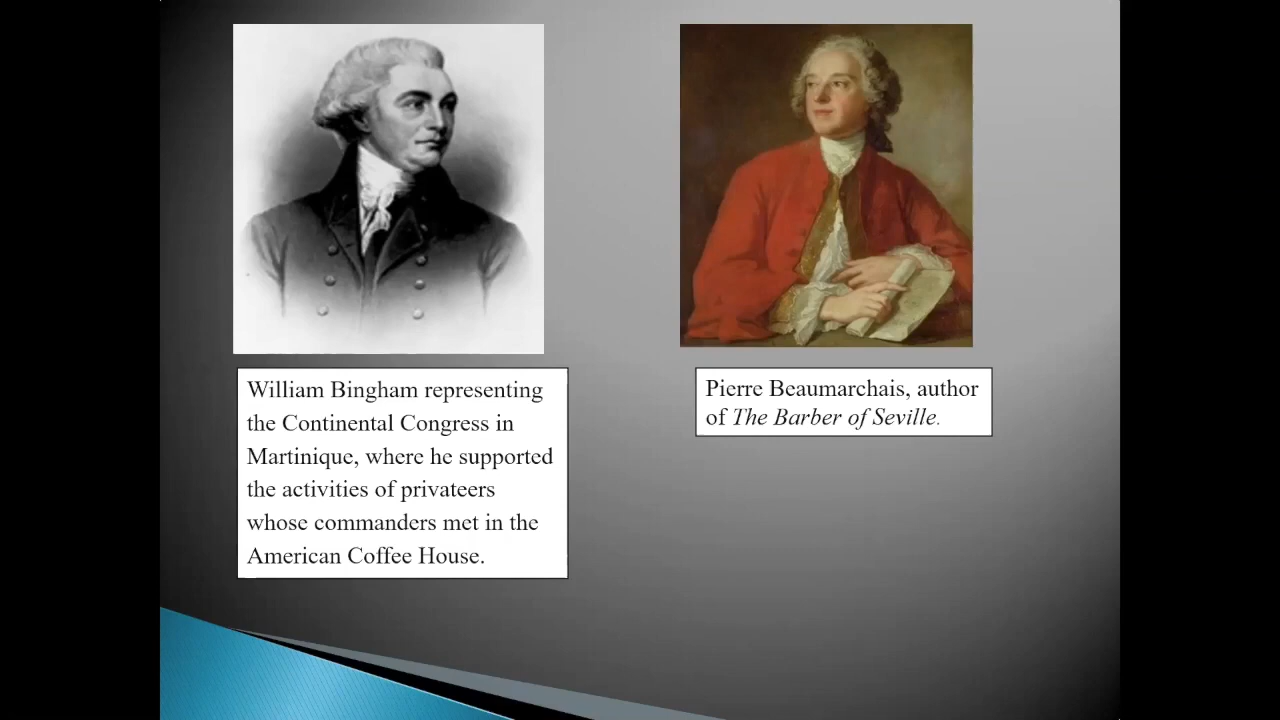 William Bingham representing
the Continental Congress in
Martinique, where he supported
the activities of privateers
whose commanders met in the
American Coffee House.
Pierre Beaumarchais, author
of The Barber of Seville.